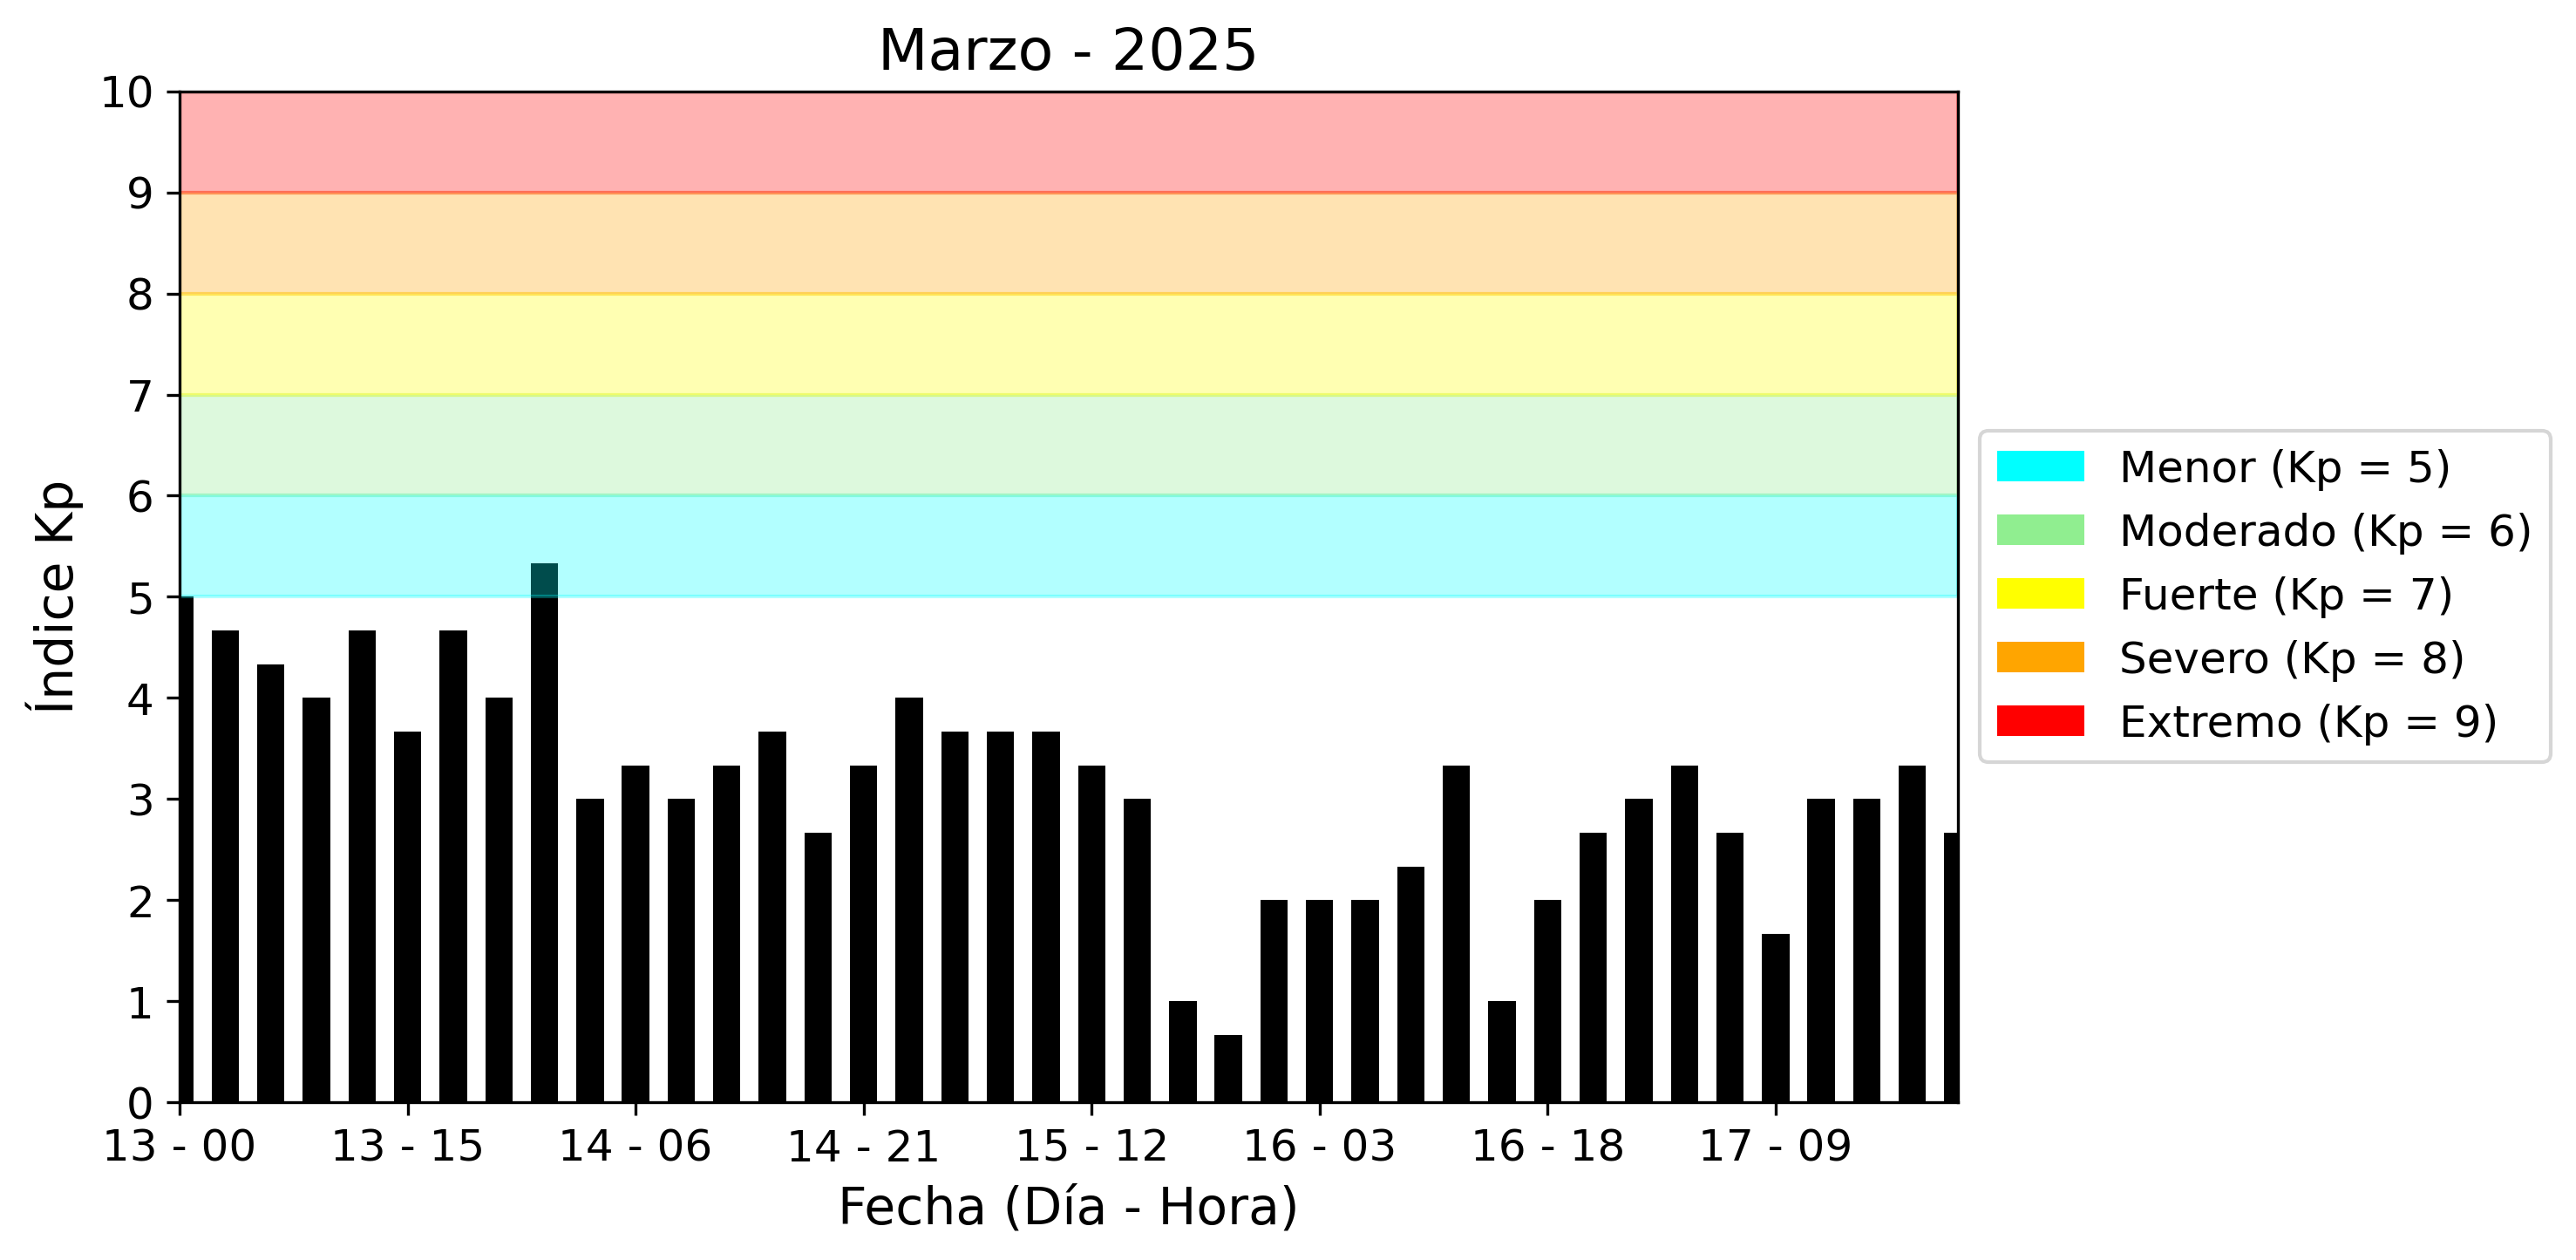 Marzo - 2025
10
9
8
7
6
5
4
3
2
1
0
Índice Kp
13 - 00
13 - 15
14 - 06
14 - 21
15 - 12
16 - 03
16 - 18
17 - 09
Fecha (Día - Hora)
Menor (Kp = 5)
Moderado (Kp = 6)
Fuerte (Kp = 7)
Severo (Kp = 8)
Extremo (Kp = 9)